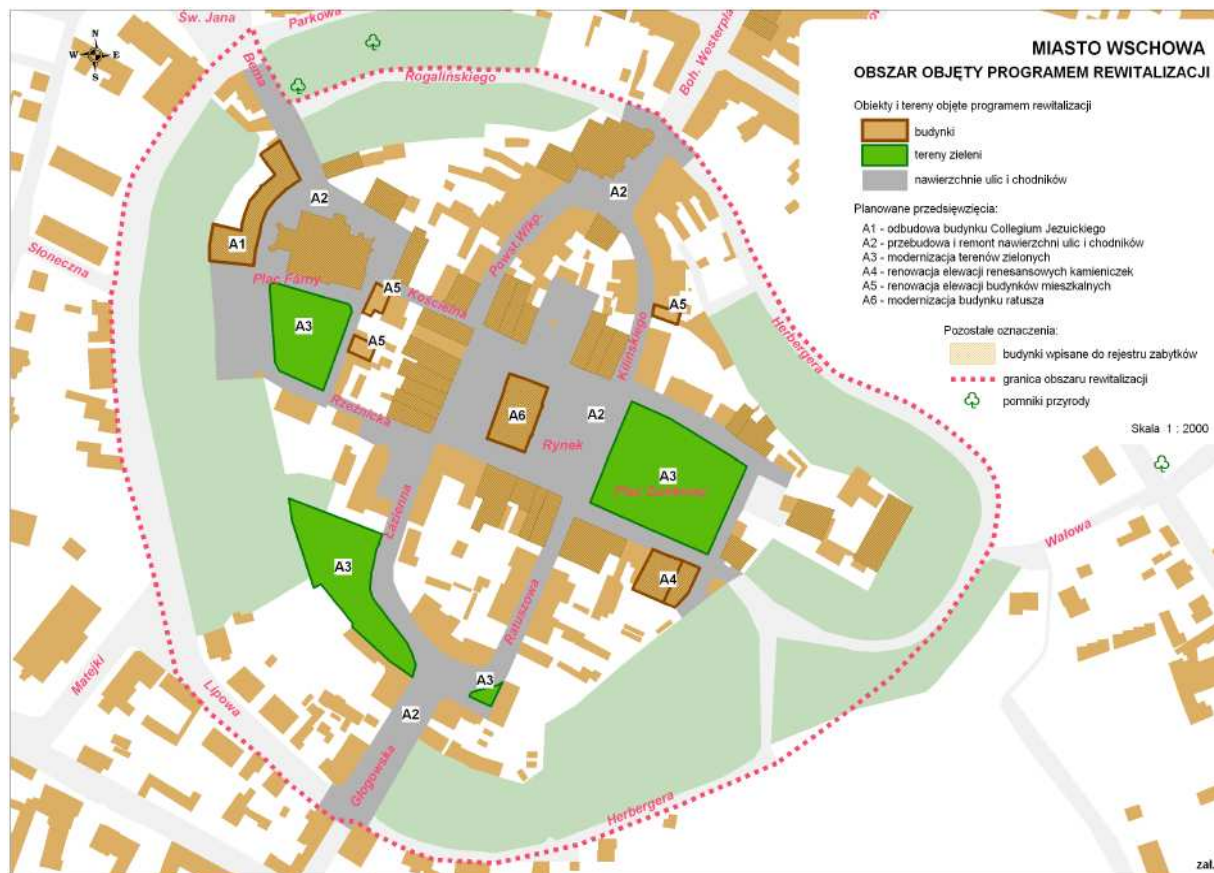 MIASTO WSCHOWA
OBSZAR OBJĘTY PROGRAMEM REWITALIZACJI
Obiekty i tereny objęte programem rewitalizacji
budynki
tereny zieleni
nawierzchnie ulic i chodników
Planowane przedsięwzięcia:
A1 - odbudowa budynku Collegium Jezuickiego
A2 - przebudowa i remont nawierzchni ulic i chodników
A3 - modernizacja terenów zielonych
A4 - renowacja elewacji renesansowych kamieniczek
A5 - renowacja elewacji budynków mieszkalnych
A6 - modernizacja budynku ratusza
Pozostałe oznaczenia:
budynki wpisane do rejestru zabytków
granica obszaru rewitalizacji
pomniki przyrody
Skala 1 : 2000
N
W E
S
Św. Jana
Parkowa
Bema
Rogalińskiego
Boh. Westerpla
A2
A2
A1
Plac Farny
Powst. Wlkp.
Słoneczna
A5
Kościelna
A5
Herbergera
A3
A5
Kilińskiego
Rzeźnicka
A6
A2
Rynek
A3
Plac
Łazienna
Wałowa
A3
A4
Ratuszowa
Matejki
Lipowa
A3
A2
Głogowska
Herbergera
zał.